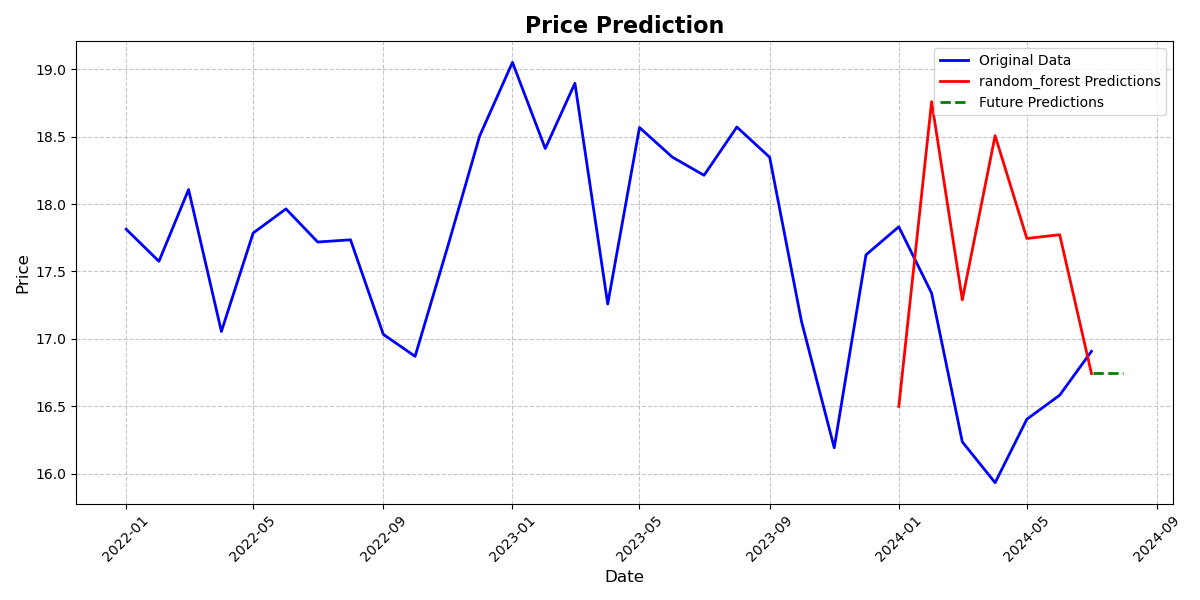 Price Prediction
Original Data
random_forest Predictions
Future Predictions
Price
19.0
18.5
18.0
17.5
17.0
16.5
16.0
2022-01
2022-05
2022-09
2023-01
2023-05
2023-09
2024-01
2024-05
2024-09
Date